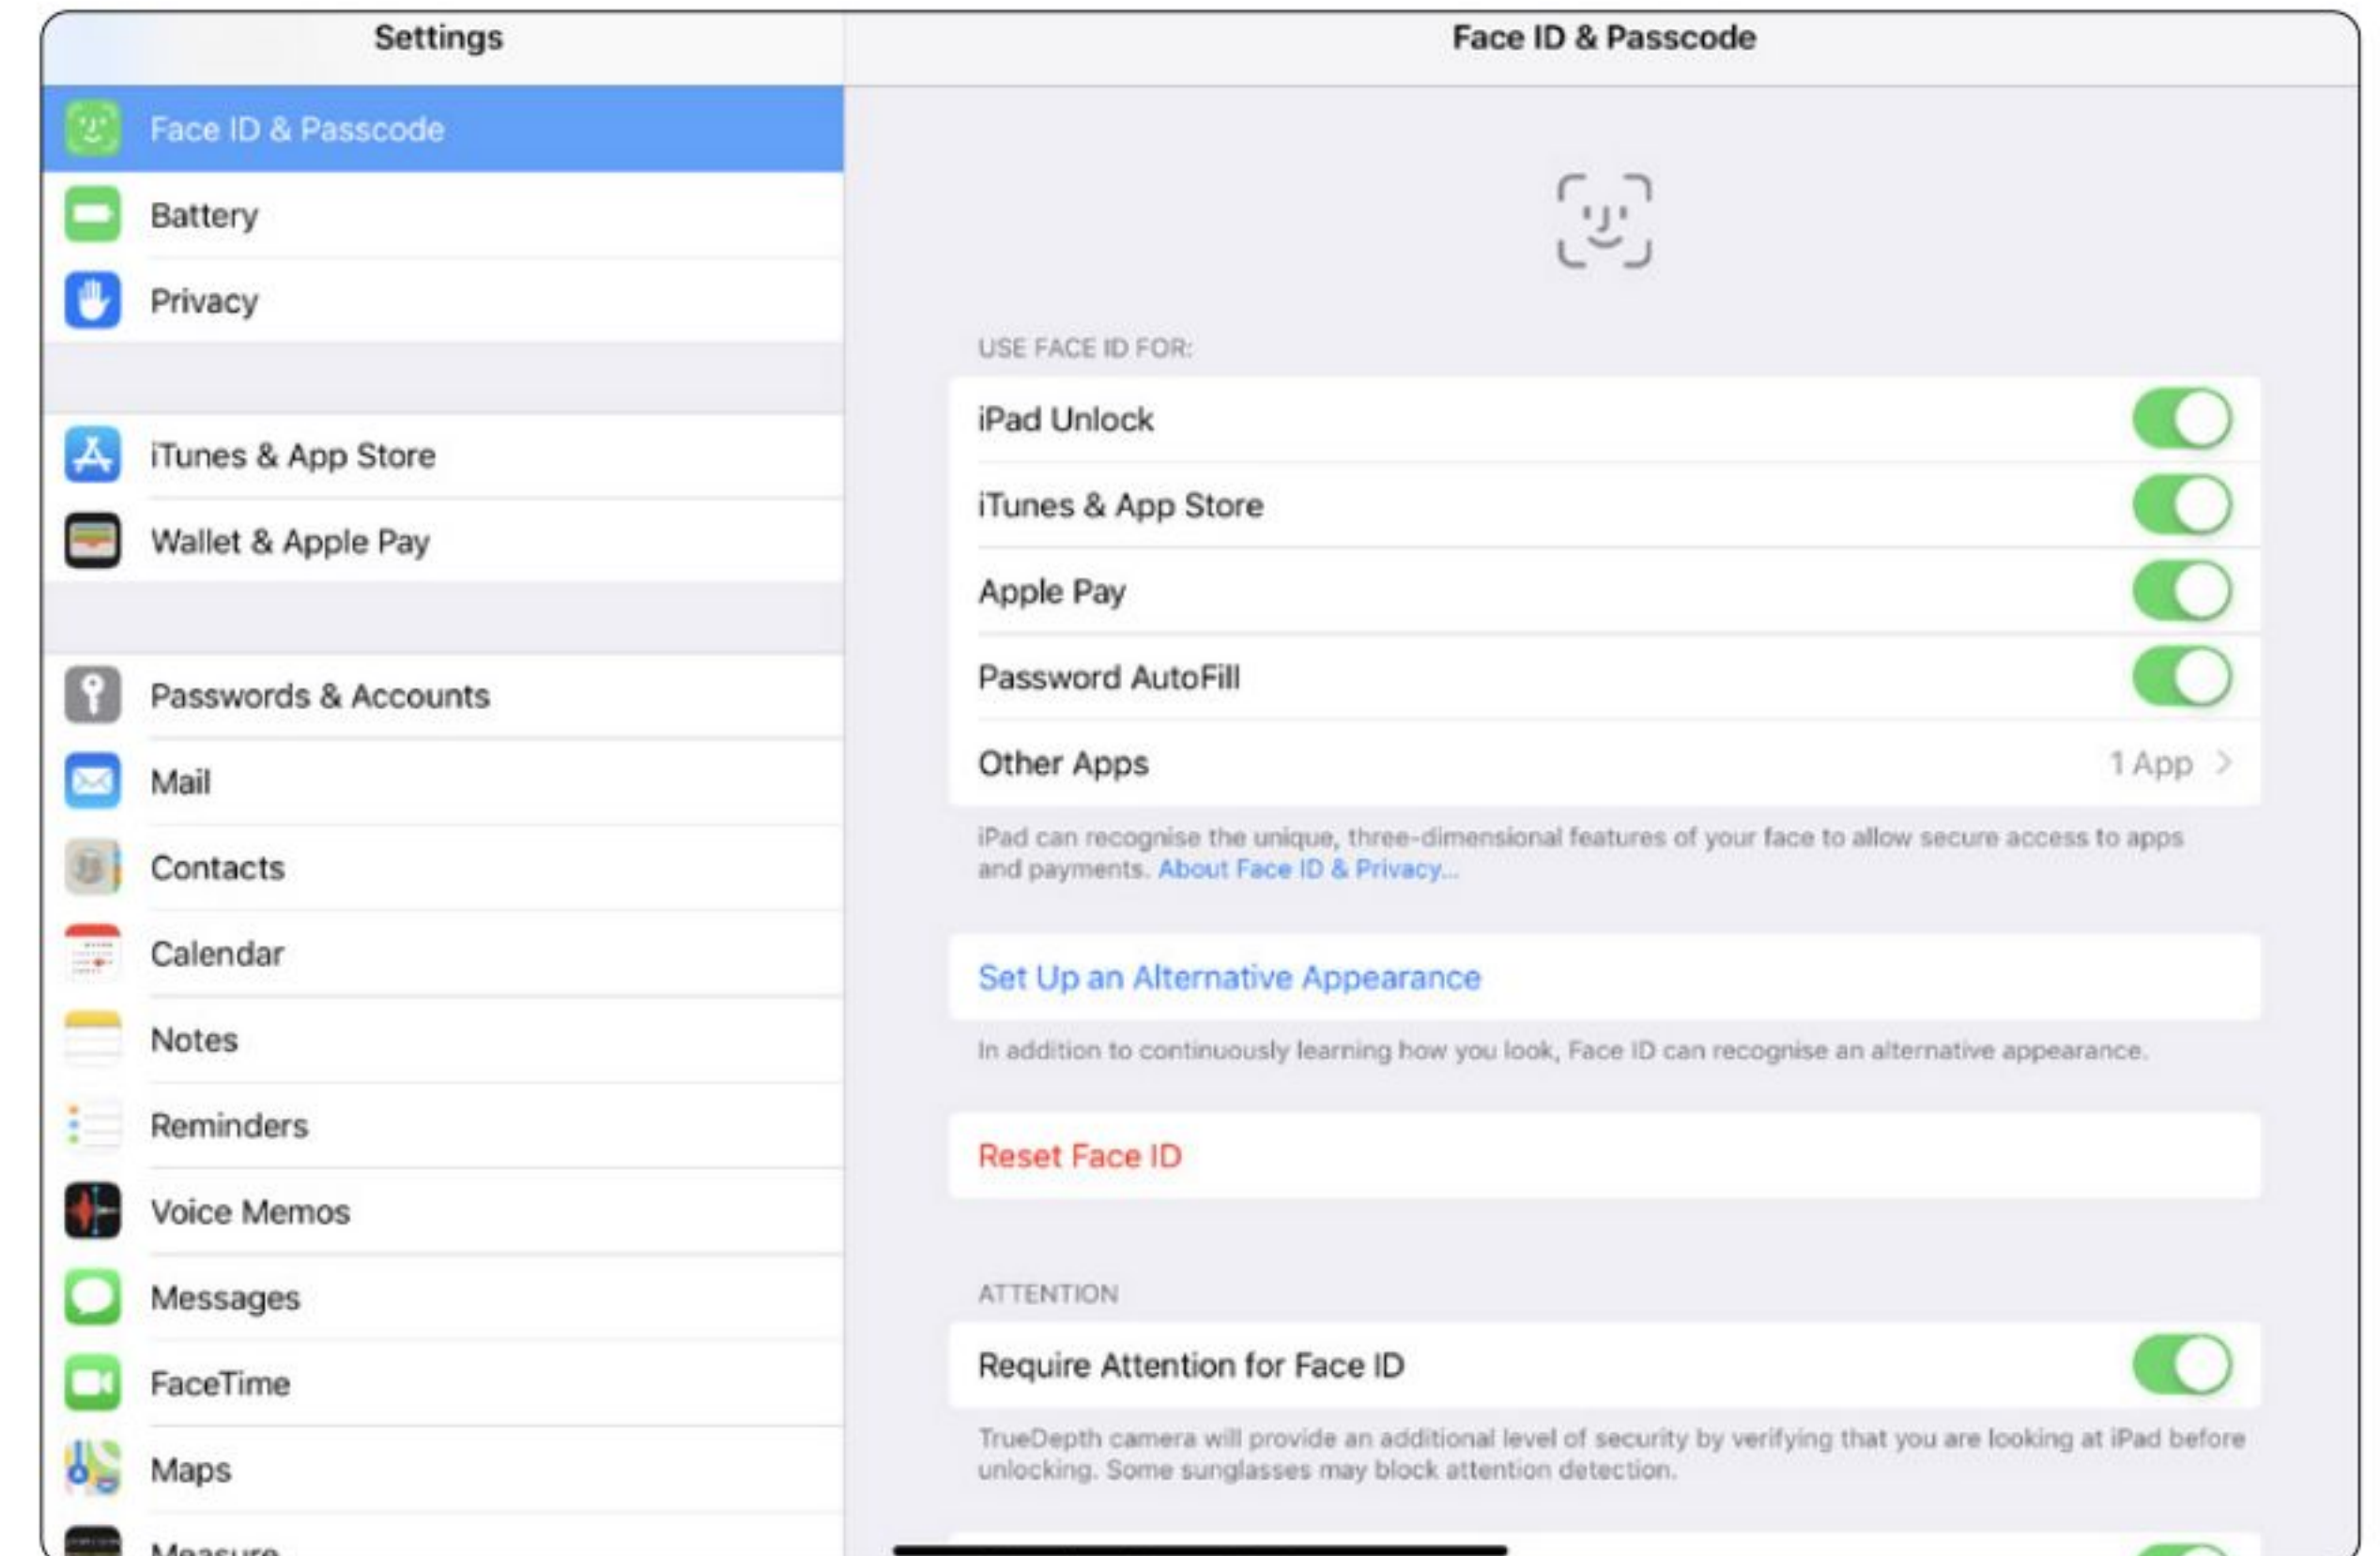 Settings
Face ID & Passcode
Battery
Privacy
iTunes & App Store
Wallet & Apple Pay
Passwords & Accounts
Mail
Contacts
Calendar
Notes
Reminders
Voice Memos
Messages
FaceTime
Maps
Measure
Face ID & Passcode
USE FACE ID FOR:
iPad Unlock
iTunes & App Store
Apple Pay
Password AutoFill
Other Apps 1 App
iPad can recognise the unique, three-dimensional features of your face to allow secure access to apps
and payments. About Face ID & Privacy...
Set Up an Alternative Appearance
In addition to continuously learning how you look, Face ID can recognise an alternative appearance.
Reset Face ID
ATTENTION
Require Attention for Face ID
TrueDepth camera will provide an additional level of security by verifying that you are looking at iPad before
unlocking. Some sunglasses may block attention detection.